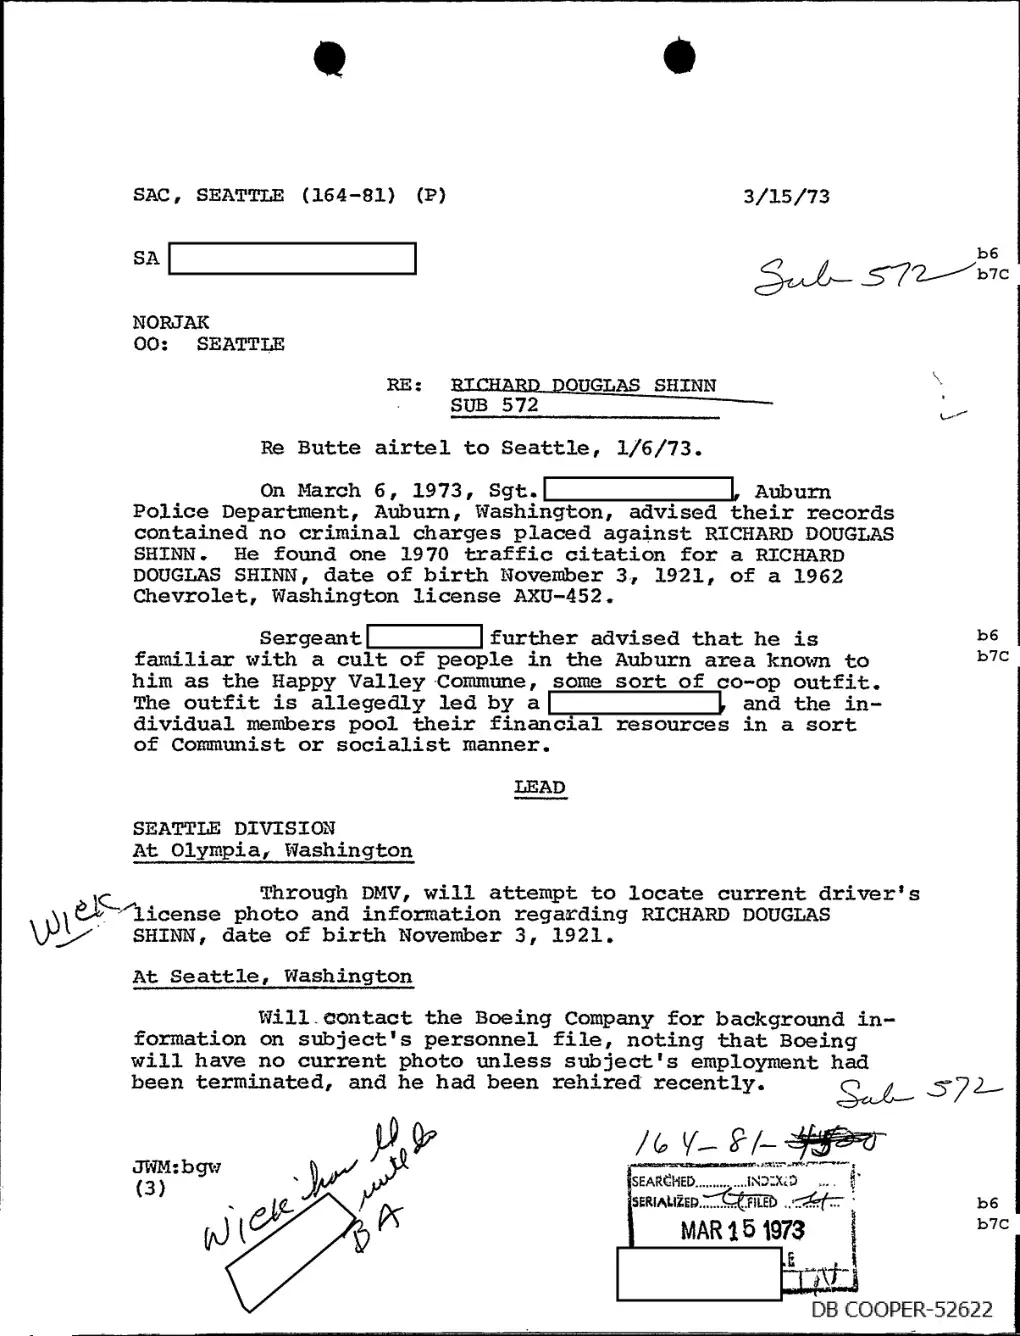 SAC, SEATTLE (164-81) (P) 3/15/73
SA
b6
b7C
Sub 572
NORJAK
OO: SEATTLE
RE: RICHARD DOUGLAS SHINN
SUB 572
Re Butte airtel to Seattle, 1/6/73.
On March 6, 1973, Sgt. , Auburn
Police Department, Auburn, Washington, advised their records
contained no criminal charges placed against RICHARD DOUGLAS
SHINN. He found one 1970 traffic citation for a RICHARD
DOUGLAS SHINN, date of birth November 3, 1921, of a 1962
Chevrolet, Washington license AXU-452.
Sergeant further advised that he is
b6
b7C
familiar with a cult of people in the Auburn area known to
him as the Happy Valley Commune, some sort of co-op outfit.
The outfit is allegedly led by a , and the in-
dividual members pool their financial resources in a sort
of Communist or socialist manner.
LEAD
SEATTLE DIVISION
At Olympia, Washington
Through DMV, will attempt to locate current driver's
Wick
license photo and information regarding RICHARD DOUGLAS
SHINN, date of birth November 3, 1921.
At Seattle, Washington
Will contact the Boeing Company for background in-
formation on subject's personnel file, noting that Boeing
will have no current photo unless subject's employment had
been terminated, and he had been rehired recently.
Sub 572
164-81-
JWM:bgw
(3)
Wick
BA
SEARCHED INDEXED
SERIALIZED FILED
MAR 15 1973
b6
b7C
DB COOPER-52622